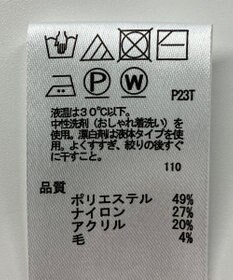 P23T
液温は30℃以下。
中性洗剤(おしゃれ着洗い)を
使用。漂白剤は液体タイプを使
用。よくすすぎ、絞りの後すぐ
に干すこと。
110
品質
ポリエステル 49%
ナイロン 27%
アクリル 20%
毛 4%